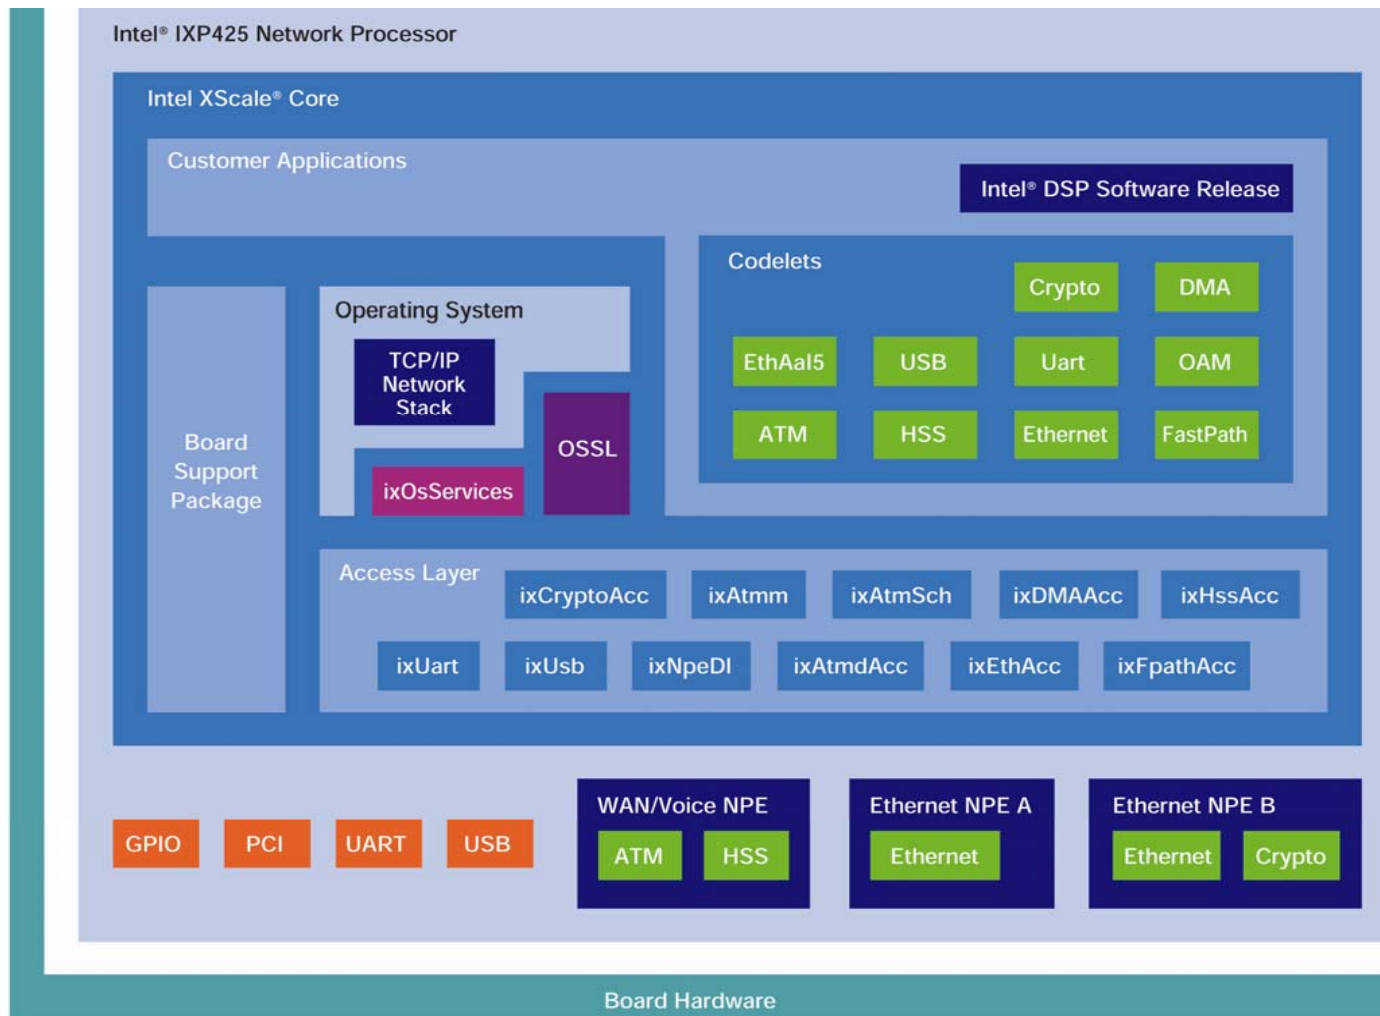 Intel® IXP425 Network Processor
Intel XScale® Core
Customer Applications
Intel® DSP Software Release
Codelets
Crypto
DMA
EthAal5
USB
Uart
OAM
ATM
HSS
Ethernet
FastPath
Operating System
TCP/IP
Network
Stack
OSSL
ixOsServices
Board
Support
Package
Access Layer
ixCryptoAcc
ixAtmm
ixAtmSch
ixDMAAcc
ixHssAcc
ixUart
ixUsb
ixNpeDl
ixAtmdAcc
ixEthAcc
ixFpathAcc
GPIO
PCI
UART
USB
WAN/Voice NPE
ATM
HSS
Ethernet NPE A
Ethernet
Ethernet NPE B
Ethernet
Crypto
Board Hardware